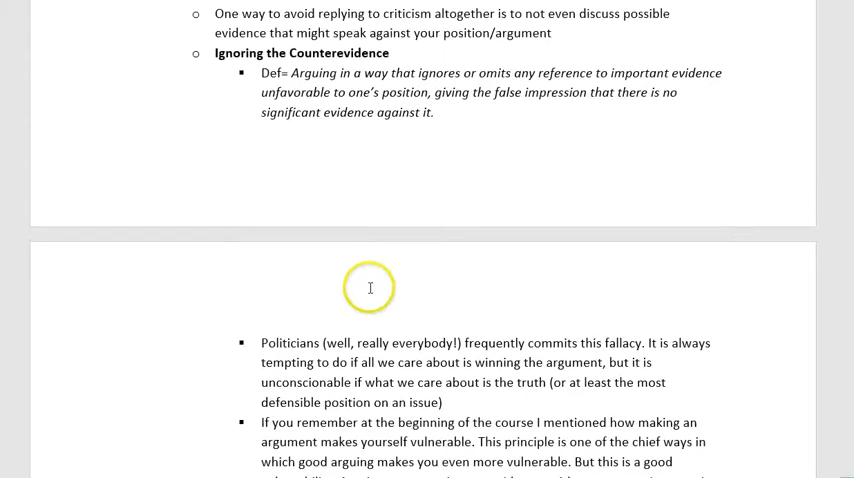 o One way to avoid replying to criticism altogether is to not even discuss possible
evidence that might speak against your position/argument
o Ignoring the Counterevidence
▪ Def= Arguing in a way that ignores or omits any reference to important evidence
unfavorable to one's position, giving the false impression that there is no
significant evidence against it.
▪ Politicians (well, really everybody!) frequently commits this fallacy. It is always
tempting to do if all we care about is winning the argument, but it is
unconscionable if what we care about is the truth (or at least the most
defensible position on an issue)
▪ If you remember at the beginning of the course I mentioned how making an
argument makes yourself vulnerable. This principle is one of the chief ways in
which good arguing makes you even more vulnerable. But this is a good